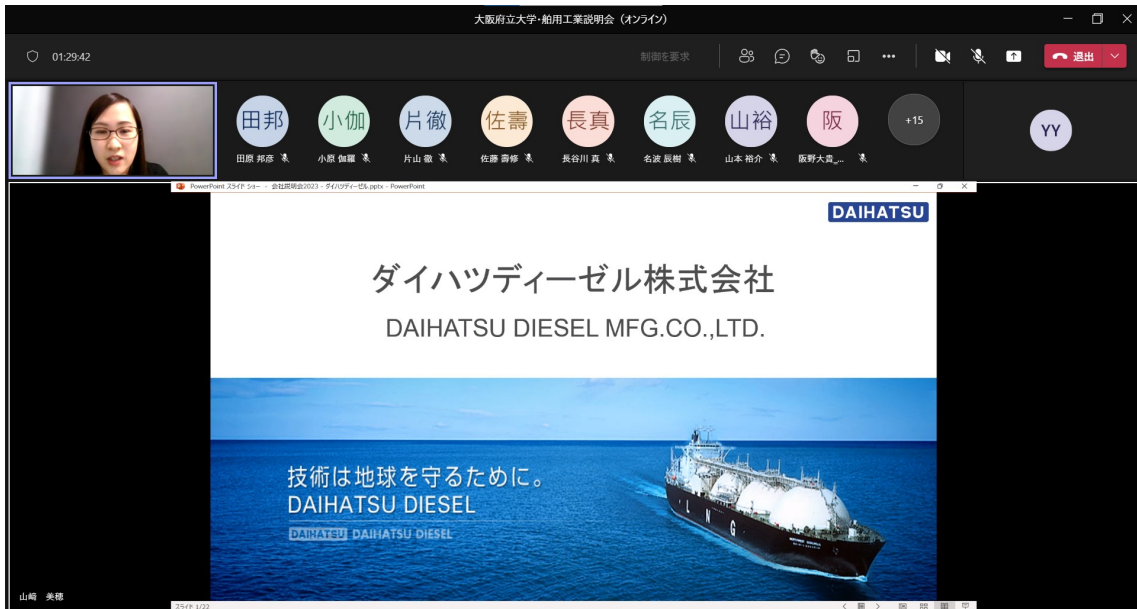 大阪府立大学・舶用工業説明会（オンライン）
01:29:42
制御を要求
退出
田邦
小伽
片徹
佐壽
長真
名辰
山裕
阪
+15
YY
田原 邦彦
小原 伽羅
片山 徹
佐藤 壽修
長谷川 真
名波 辰樹
山本 裕介
阪野大貴_...
PowerPoint スライド ショー - 会社説明会2023 - ダイハツディーゼル.pptx - PowerPoint
DAIHATSU
ダイハツディーゼル株式会社
DAIHATSU DIESEL MFG.CO.,LTD.
技術は地球を守るために。
DAIHATSU DIESEL
DAIHATSU DAIHATSU DIESEL
L N G
山崎 美穂
スライド 1/22